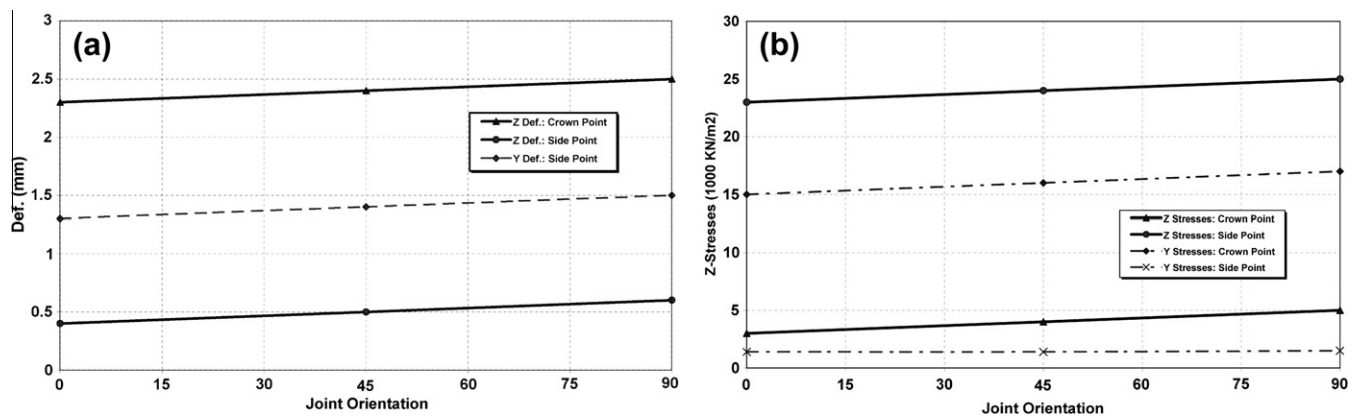 (a)
3
2.5
2
1.5
1
0.5
0
Def. (mm)
Z Def.: Crown Point
Z Def.: Side Point
Y Def.: Side Point
0 15 30 45 60 75 90
Joint Orientation
(b)
30
25
20
15
10
5
0
Z-Stresses (1000 KN/m2)
Z Stresses: Crown Point
Z Stresses: Side Point
Y Stresses: Crown Point
Y Stresses: Side Point
0 15 30 45 60 75 90
Joint Orientation